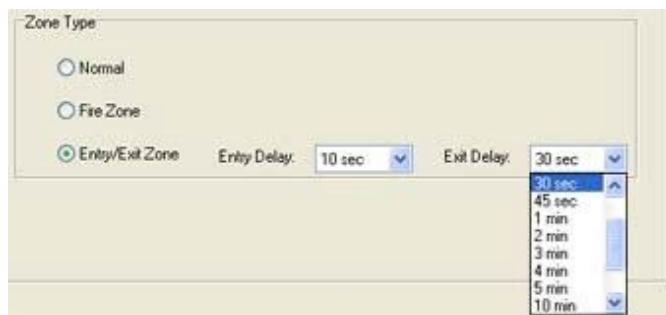 Zone Type
Normal
Fire Zone
Entry/Exit Zone Entry Delay: 10 sec Exit Delay: 30 sec
30 sec
45 sec
1 min
2 min
3 min
4 min
5 min
10 min